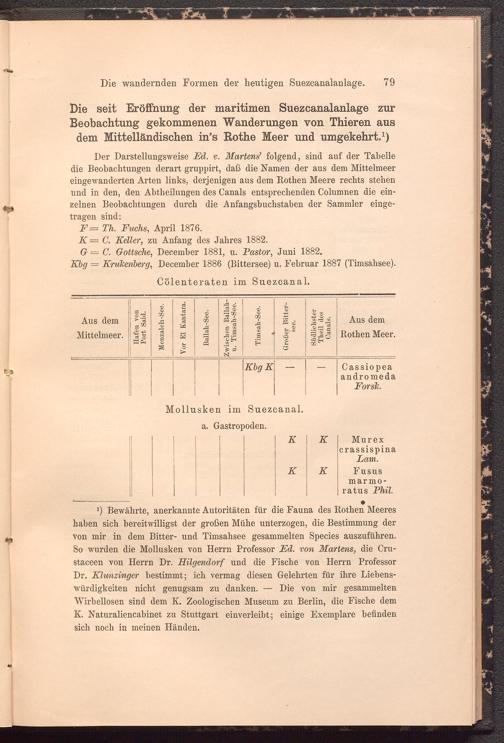 Die wandernden Formen der heutigen Suezcanalanlage. 79
Die seit Eröffnung der maritimen Suezcanalanlage zur
Beobachtung gekommenen Wanderungen von Thieren aus
dem Mittelländischen in's Rothe Meer und umgekehrt.¹)
Der Darstellungsweise Ed. v. Martens' folgend, sind auf der Tabelle
die Beobachtungen derart gruppirt, daß die Namen der aus dem Mittelmeer
eingewanderten Arten links, derjenigen aus dem Rothen Meere rechts stehen
und in den, den Abtheilungen des Canals entsprechenden Columnen die ein-
zelnen Beobachtungen durch die Anfangsbuchstaben der Sammler einge-
tragen sind:
F = Th. Fuchs, April 1876.
K = C. Keller, zu Anfang des Jahres 1882.
G = C. Gottsche, December 1881, u. Pastor, Juni 1882.
Kbg = Krukenberg, December 1886 (Bittersee) u. Februar 1887 (Timsahsee).
Cölenteraten im Suezcanal.
Aus dem
Mittelmeer.
Hafen von
Port Said.
Menzaleh-See.
Vor El Kantara.
Ballah-See.
Zwischen Ballah-
u. Timsah-See.
Timsah-See.
Großer Bitter-
see.
Südlichster
Theil des
Canals.
Aus dem
Rothen Meer.
Kbg K — — Cassiopea
andromeda
Forsk.
Mollusken im Suezcanal.
a. Gastropoden.
K K Murex
crassispina
Lam.
K K Fusus
marmo-
ratus Phil.
¹) Bewährte, anerkannte Autoritäten für die Fauna des Rothen Meeres
haben sich bereitwilligst der großen Mühe unterzogen, die Bestimmung der
von mir in dem Bitter- und Timsahsee gesammelten Species auszuführen.
So wurden die Mollusken von Herrn Professor Ed. von Martens, die Cru-
staceen von Herrn Dr. Hilgendorf und die Fische von Herrn Professor
Dr. Klunzinger bestimmt; ich vermag diesen Gelehrten für ihre Liebens-
würdigkeiten nicht genugsam zu danken. — Die von mir gesammelten
Wirbellosen sind dem K. Zoologischen Museum zu Berlin, die Fische dem
K. Naturaliencabinet zu Stuttgart einverleibt; einige Exemplare befinden
sich noch in meinen Händen.